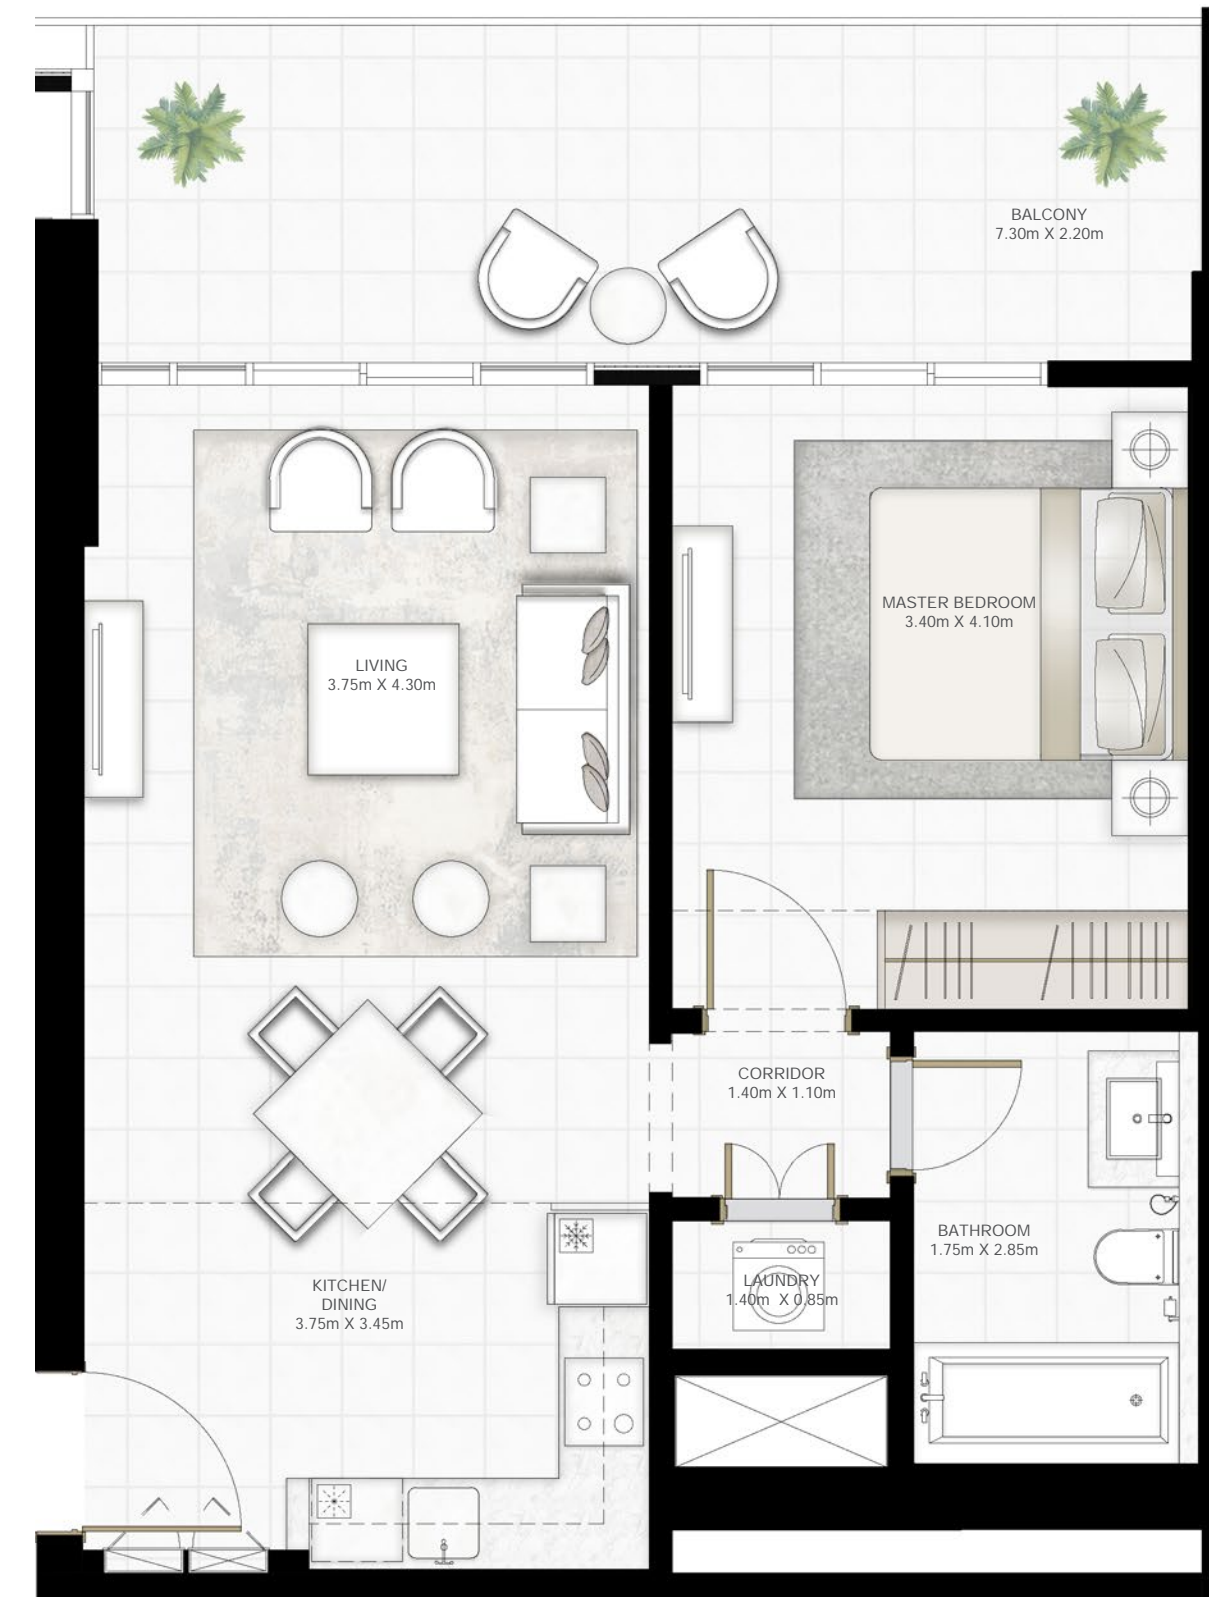 BALCONY
7.30m X 2.20m
MASTER BEDROOM
3.40m X 4.10m
LIVING
3.75m X 4.30m
CORRIDOR
1.40m X 1.10m
BATHROOM
1.75m X 2.85m
LAUNDRY
1.40m X 0.85m
KITCHEN/
DINING
3.75m X 3.45m